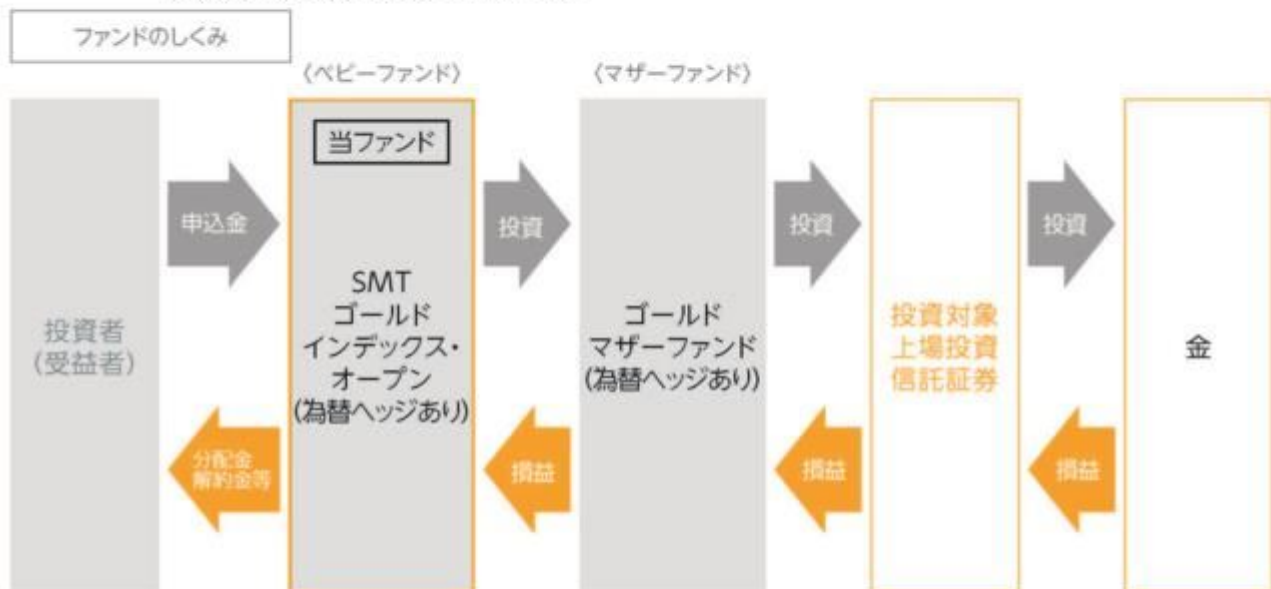 ファンドのしくみ
〈ベビーファンド〉
〈マザーファンド〉
投資者
(受益者)
申込金
分配金
解約金等
当ファンド
SMT
ゴールド
インデックス・
オープン
(為替ヘッジあり)
投資
損益
ゴールド
マザーファンド
(為替ヘッジあり)
投資
損益
投資対象
上場投資
信託証券
投資
損益
金